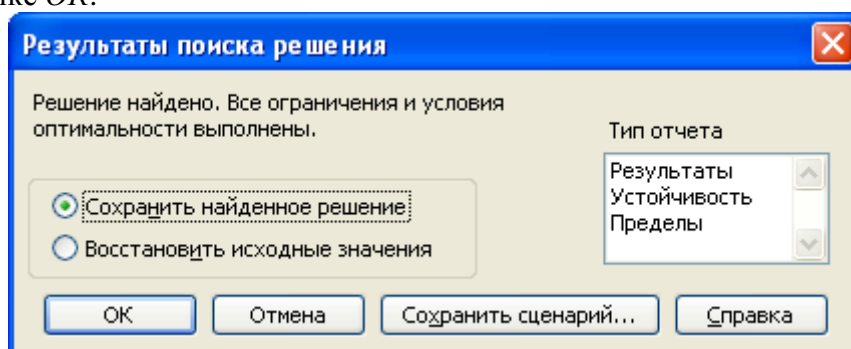 ОК.
Результаты поиска решения
Решение найдено. Все ограничения и условия
оптимальности выполнены.
Тип отчета
Результаты
Устойчивость
Пределы
Сохранить найденное решение
Восстановить исходные значения
ОК
Отмена
Сохранить сценарий...
Справка